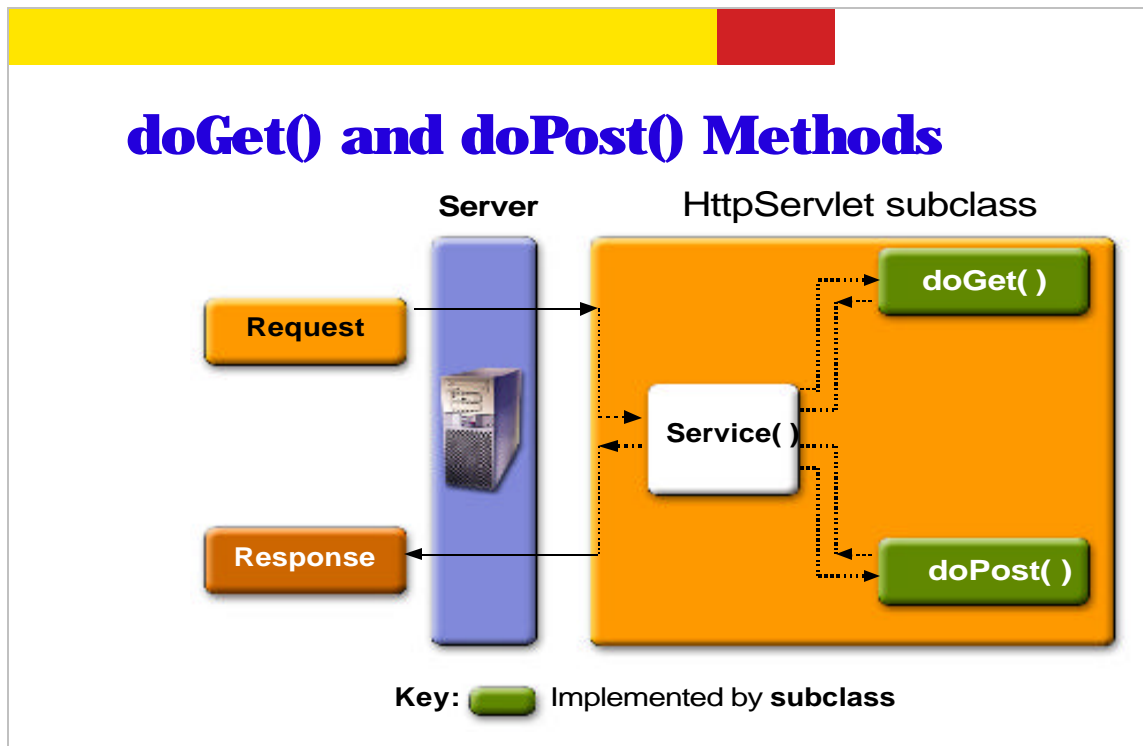 doGet() and doPost() Methods
Server
HttpServlet subclass
doGet( )
Request
Service( )
Response
doPost( )
Key: Implemented by subclass